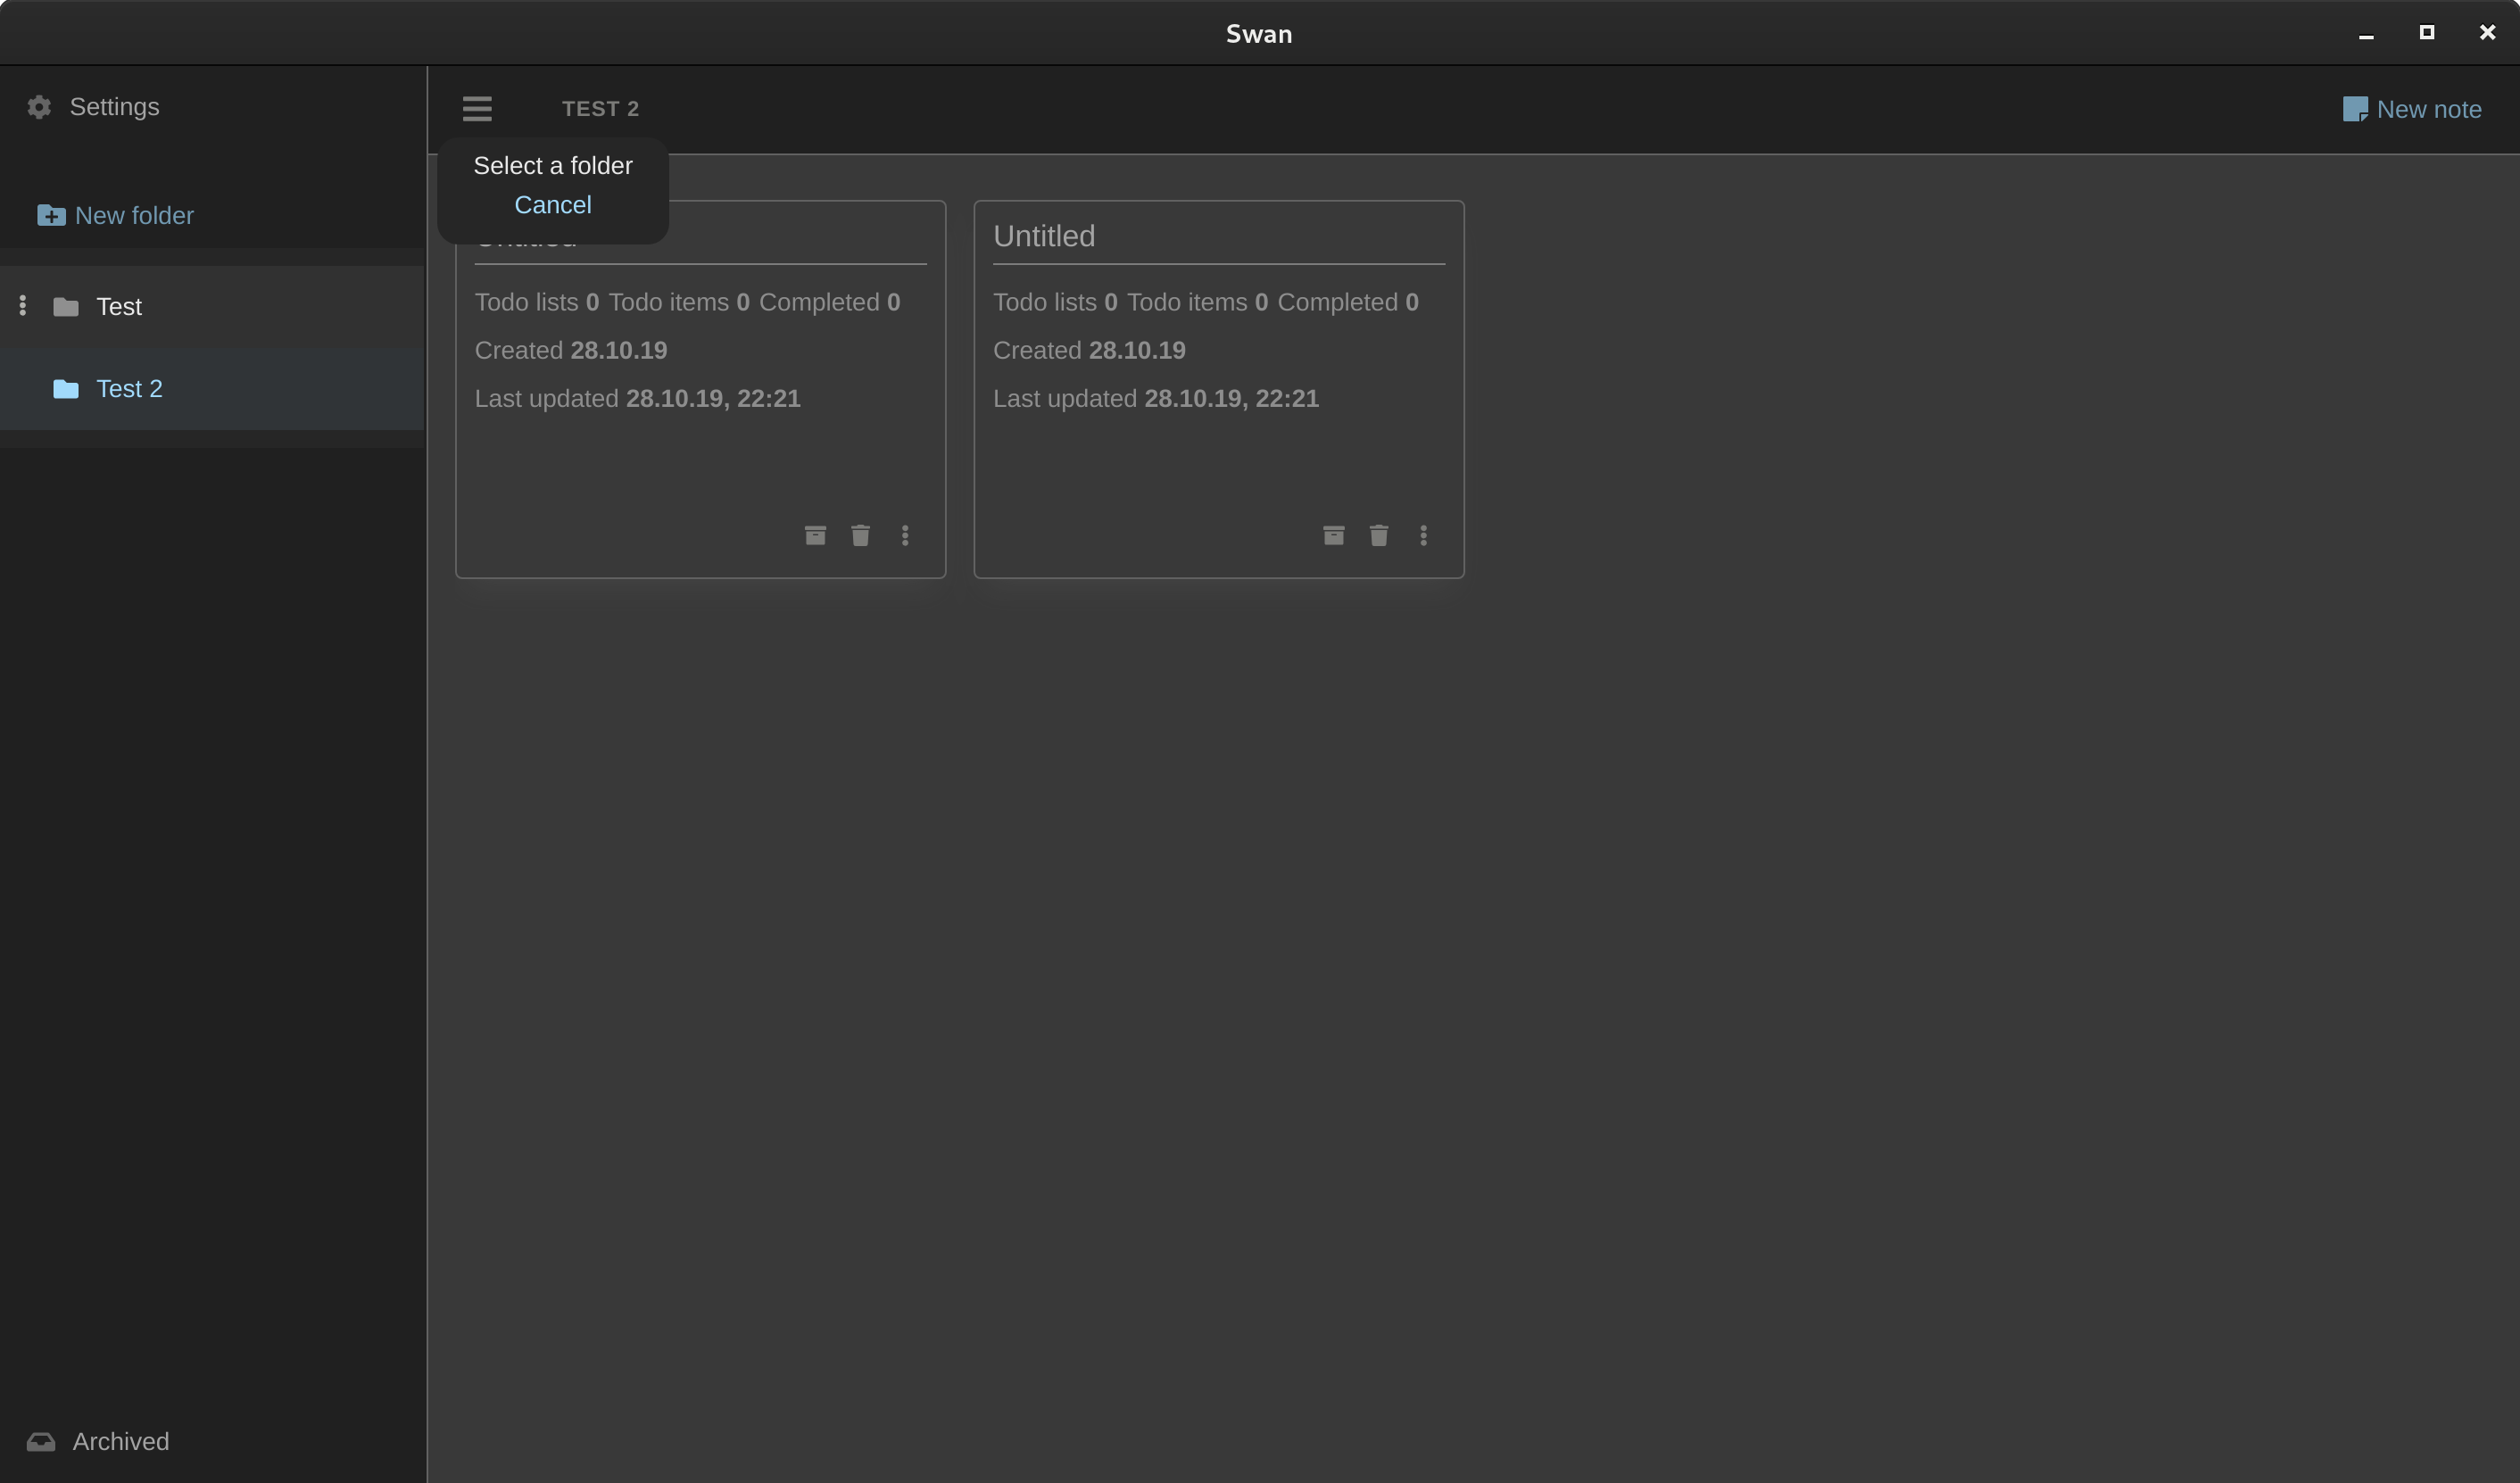 Swan
Settings
New folder
Test
Test 2
Archived
TEST 2
New note
Select a folder
Cancel
Untitled
Todo lists 0 Todo items 0 Completed 0
Created 28.10.19
Last updated 28.10.19, 22:21
Untitled
Todo lists 0 Todo items 0 Completed 0
Created 28.10.19
Last updated 28.10.19, 22:21